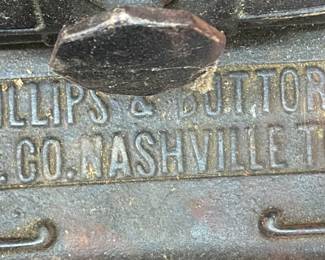 ILLIPS & BUTTOR
. CO. NASHVILLE T